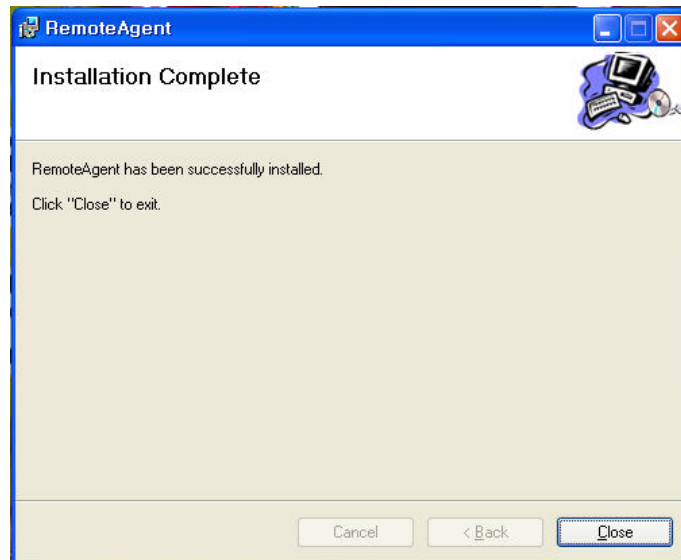 RemoteAgent
Installation Complete
RemoteAgent has been successfully installed.
Click "Close" to exit.
Cancel
< Back
Close